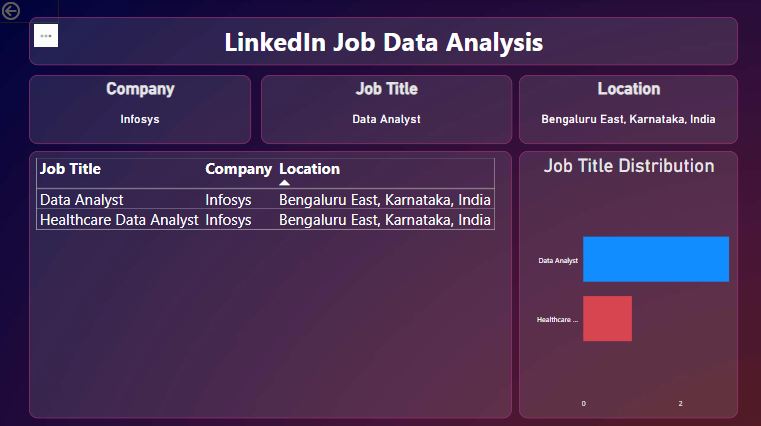 LinkedIn Job Data Analysis
Company
Infosys
Job Title
Data Analyst
Location
Bengaluru East, Karnataka, India
Job Title Company Location
Data Analyst Infosys Bengaluru East, Karnataka, India
Healthcare Data Analyst Infosys Bengaluru East, Karnataka, India
Job Title Distribution
Data Analyst
Healthcare ...
0 2